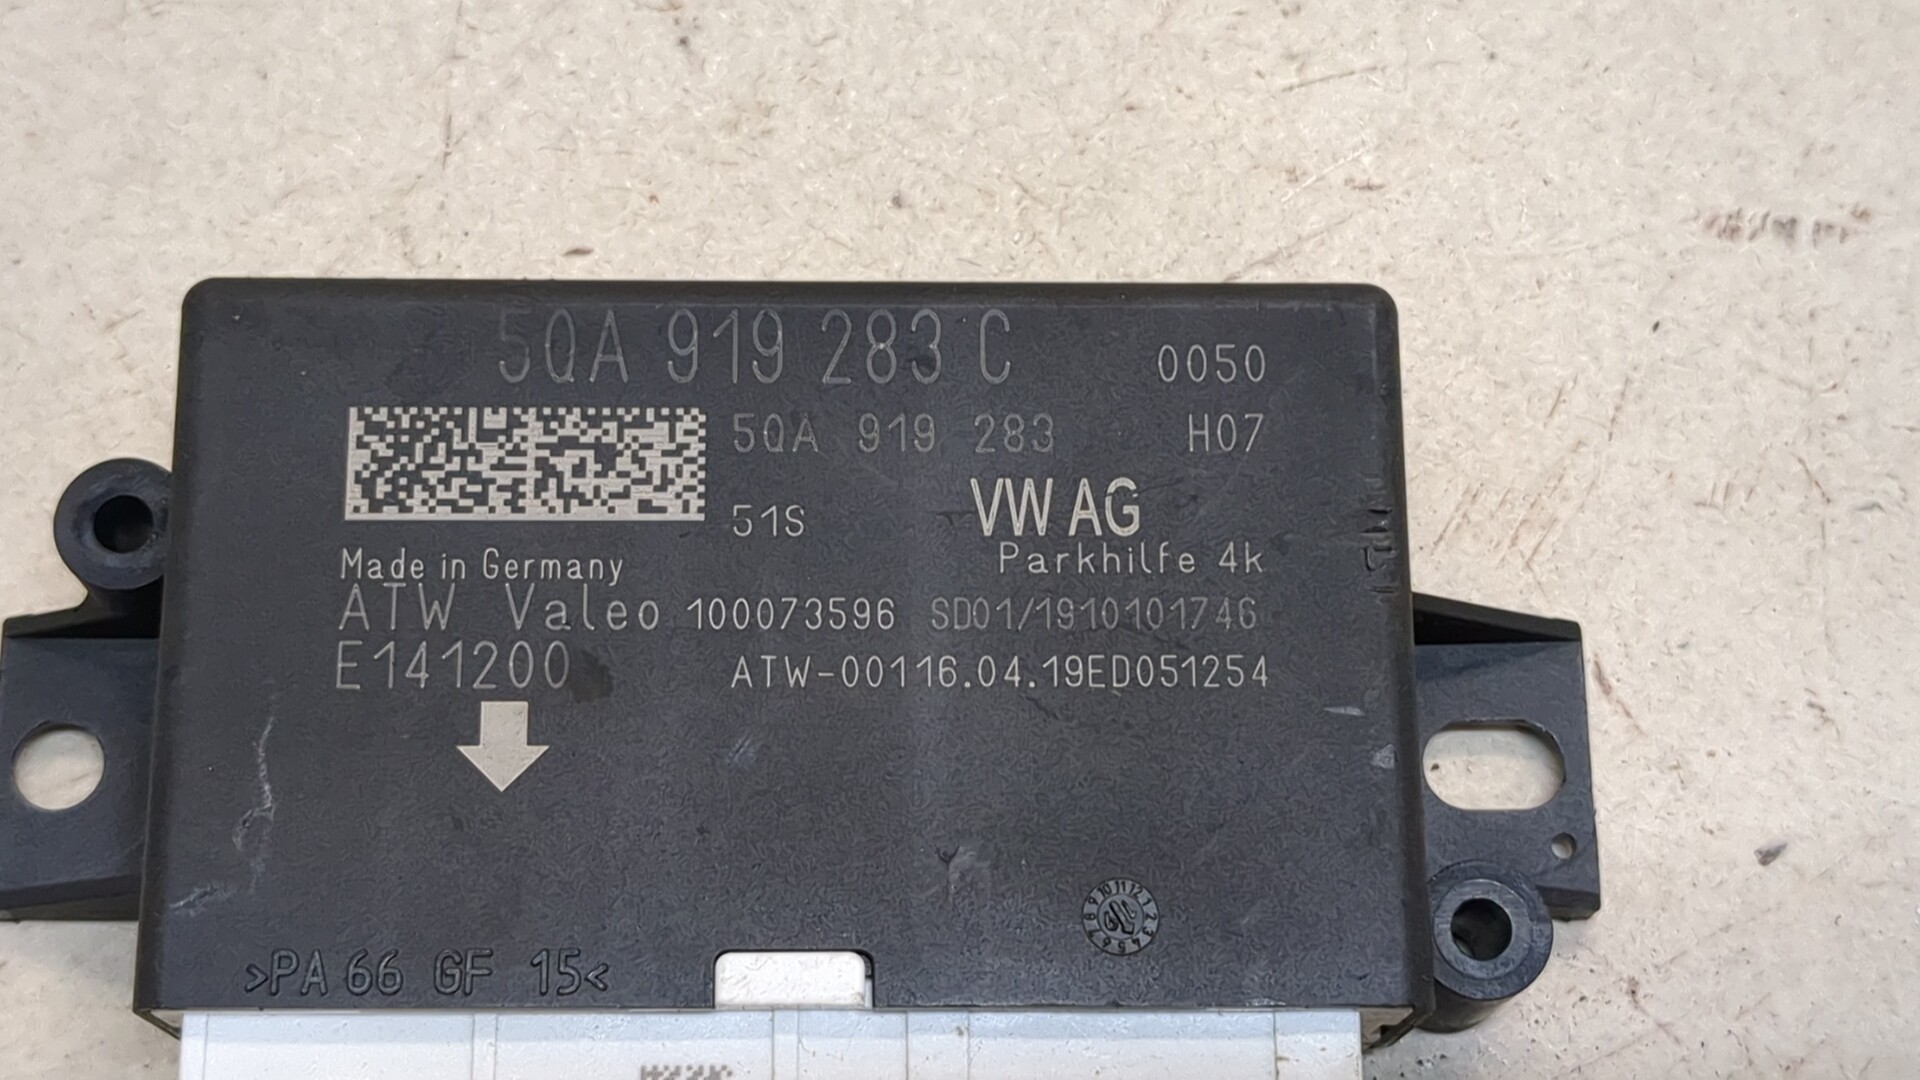 5QA 919 283 C 0050
5QA 919 283 H07
51S VW AG
Parkhilfe 4k
Made in Germany
ATW Valeo 100073596 SD01/1910101746
E141200 ATW-00116.04.19ED051254
>PA 66 GF 15<